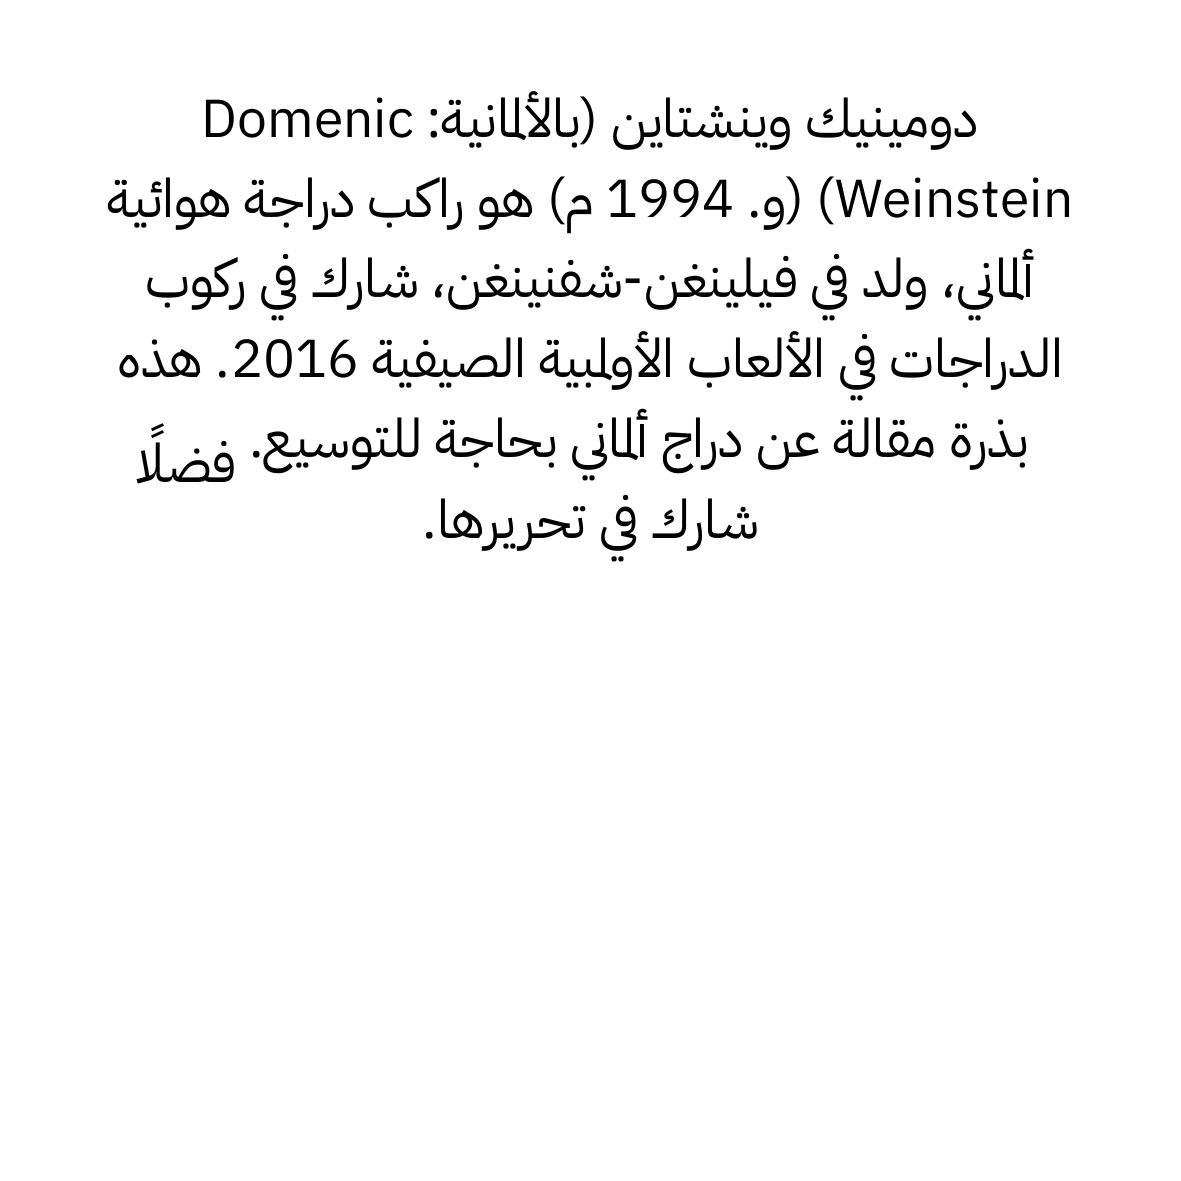 دومينيك وينشتاين (بالألمانية: Domenic
Weinstein) (و. 1994 م) هو راكب دراجة هوائية
ألماني، ولد في فيلينغن-شفنينغن، شارك في ركوب
الدراجات في الألعاب الأولمبية الصيفية 2016. هذه
بذرة مقالة عن دراج ألماني بحاجة للتوسيع. فضلًا
شارك في تحريرها.